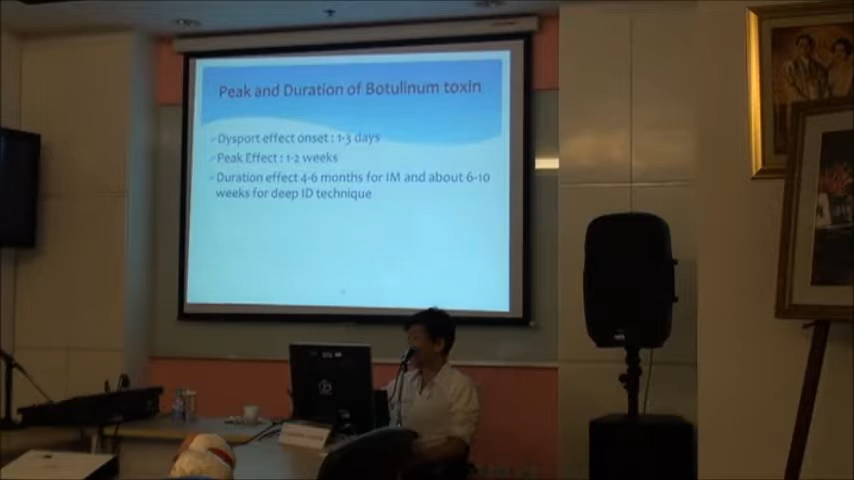 Peak and Duration of Botulinum toxin
Dysport effect onset : 1-3 days
Peak Effect : 1-2 weeks
Duration effect 4-6 months for IM and about 6-10
weeks for deep ID technique